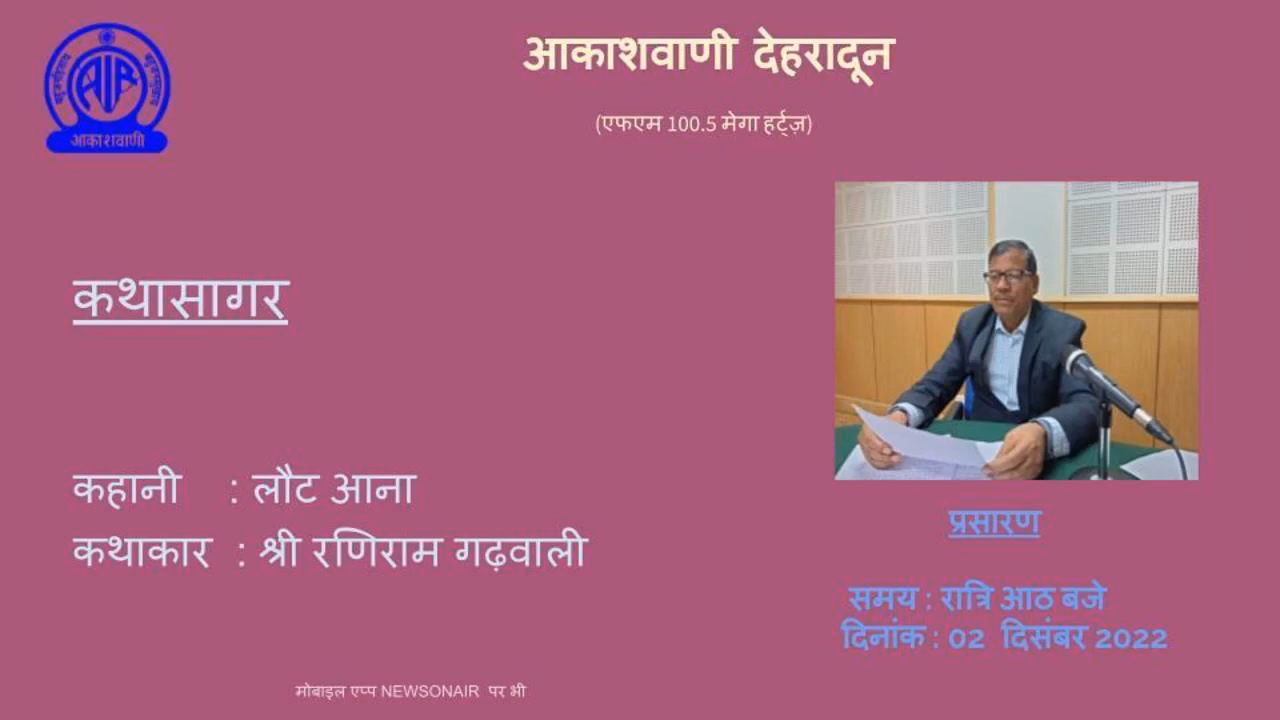 आकाशवाणी
आकाशवाणी देहरादून
(एफएम 100.5 मेगा हर्ट्ज़)
कथासागर
कहानी : लौट आना
कथाकार : श्री रणिराम गढ़वाली
प्रसारण
समय : रात्रि आठ बजे
दिनांक : 02 दिसंबर 2022
मोबाइल एप्प NEWSONAIR पर भी